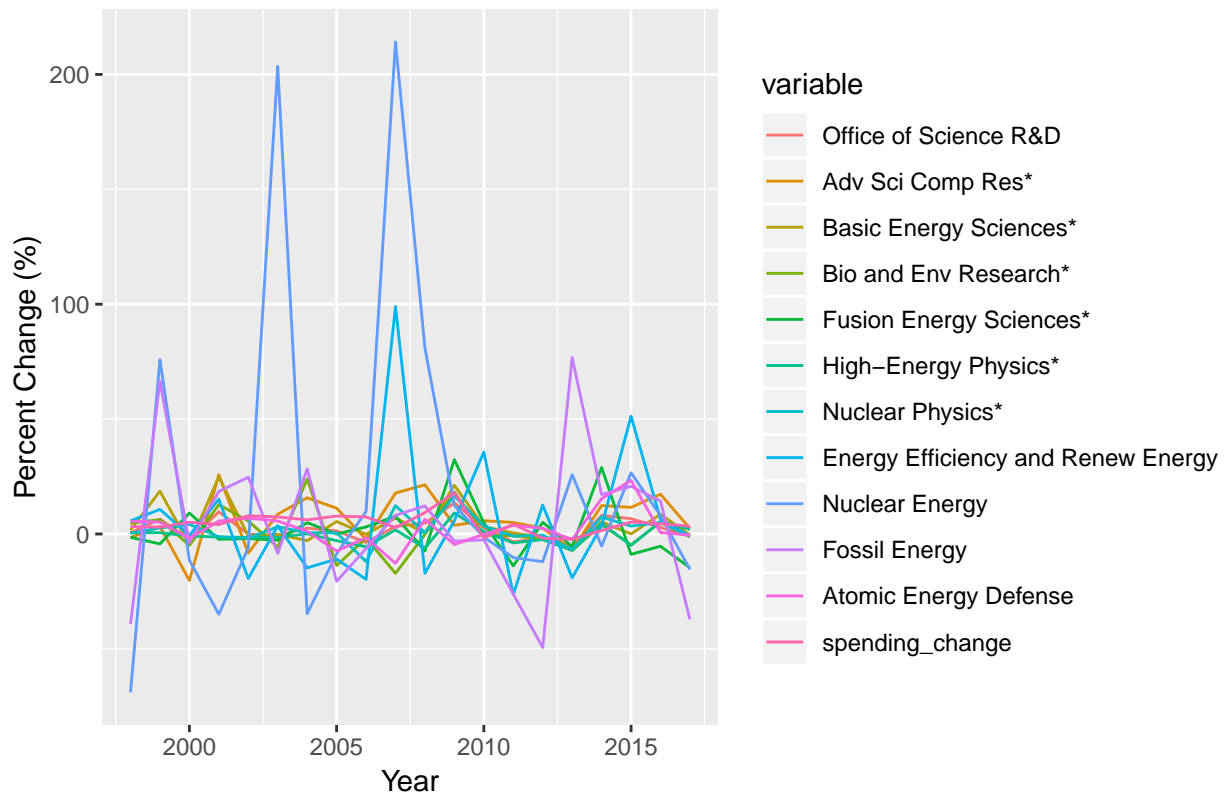 Percent Change (%)
200
100
0
2000
2005
2010
2015
Year
variable
Office of Science R&D
Adv Sci Comp Res*
Basic Energy Sciences*
Bio and Env Research*
Fusion Energy Sciences*
High−Energy Physics*
Nuclear Physics*
Energy Efficiency and Renew Energy
Nuclear Energy
Fossil Energy
Atomic Energy Defense
spending_change